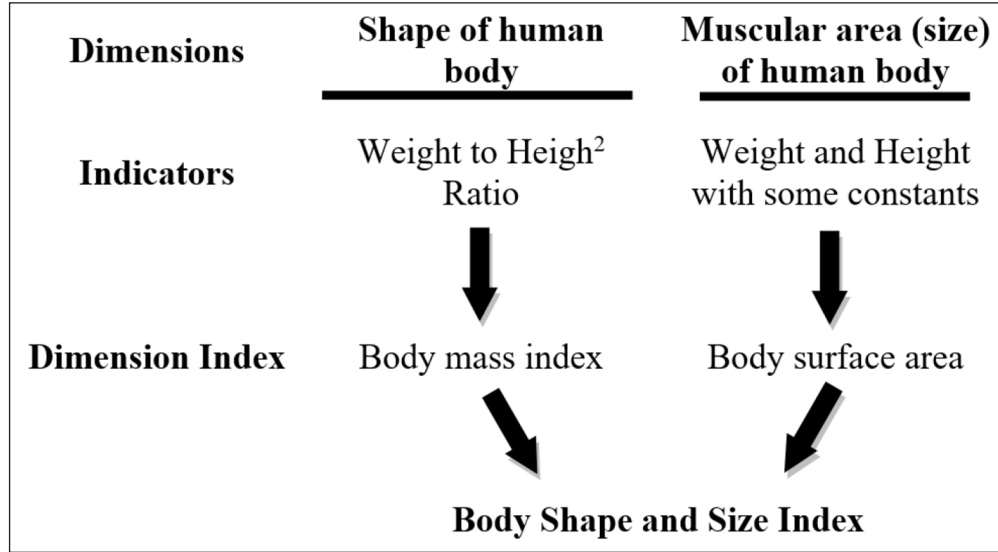 Dimensions
Shape of human
body
Muscular area (size)
of human body
Indicators
Weight to Heigh²
Ratio
Weight and Height
with some constants
Dimension Index
Body mass index
Body surface area
Body Shape and Size Index